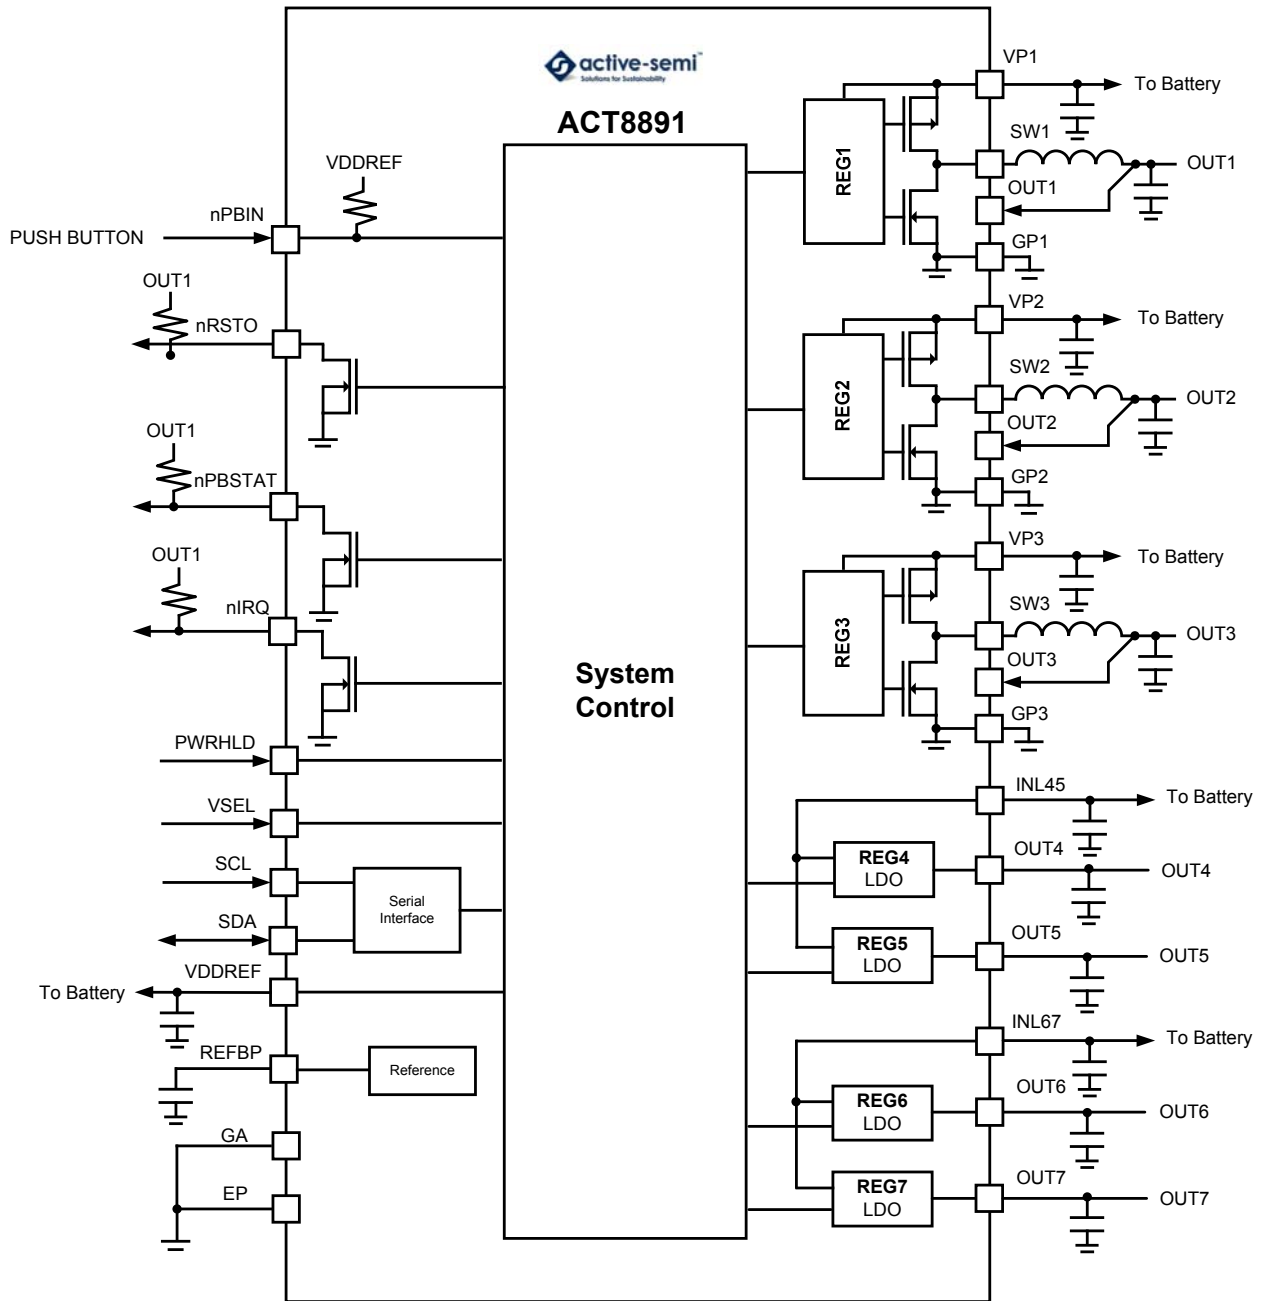 active-semi™
Solutions for Sustainability
ACT8891
VDDREF
nPBIN
PUSH BUTTON
OUT1
nRSTO
OUT1
nPBSTAT
OUT1
nIRQ
PWRHLD
VSEL
SCL
SDA
Serial
Interface
VDDREF
To Battery
REFBP
Reference
GA
EP
System
Control
REG1
VP1
To Battery
SW1
OUT1
OUT1
GP1
REG2
VP2
To Battery
SW2
OUT2
OUT2
GP2
REG3
VP3
To Battery
SW3
OUT3
OUT3
GP3
INL45
To Battery
REG4
LDO
OUT4
OUT4
REG5
LDO
OUT5
OUT5
INL67
To Battery
REG6
LDO
OUT6
OUT6
REG7
LDO
OUT7
OUT7